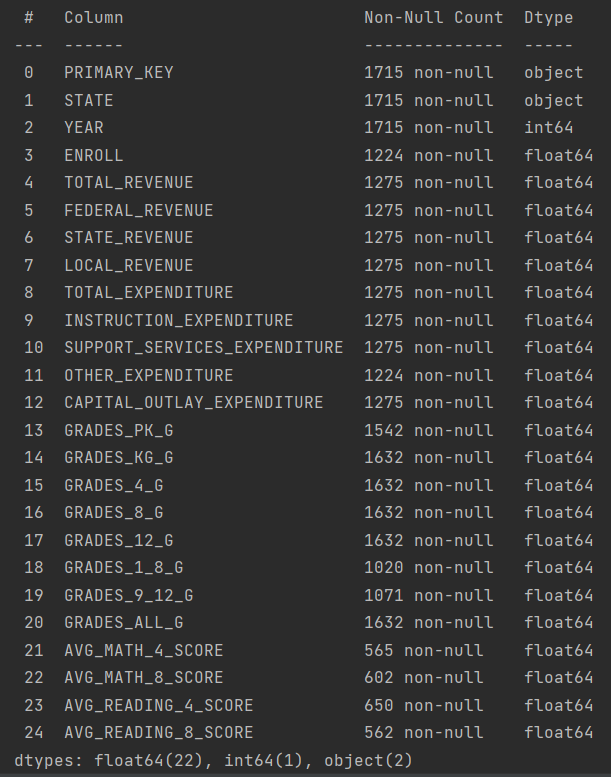 #   Column                       Non-Null Count  Dtype
---  ------                       --------------  -----
 0   PRIMARY_KEY                  1715 non-null   object
 1   STATE                        1715 non-null   object
 2   YEAR                         1715 non-null   int64
 3   ENROLL                       1224 non-null   float64
 4   TOTAL_REVENUE                1275 non-null   float64
 5   FEDERAL_REVENUE              1275 non-null   float64
 6   STATE_REVENUE                1275 non-null   float64
 7   LOCAL_REVENUE                1275 non-null   float64
 8   TOTAL_EXPENDITURE            1275 non-null   float64
 9   INSTRUCTION_EXPENDITURE      1275 non-null   float64
 10  SUPPORT_SERVICES_EXPENDITURE 1275 non-null   float64
 11  OTHER_EXPENDITURE            1224 non-null   float64
 12  CAPITAL_OUTLAY_EXPENDITURE   1275 non-null   float64
 13  GRADES_PK_G                  1542 non-null   float64
 14  GRADES_KG_G                  1632 non-null   float64
 15  GRADES_4_G                   1632 non-null   float64
 16  GRADES_8_G                   1632 non-null   float64
 17  GRADES_12_G                  1632 non-null   float64
 18  GRADES_1_8_G                 1020 non-null   float64
 19  GRADES_9_12_G                1071 non-null   float64
 20  GRADES_ALL_G                 1632 non-null   float64
 21  AVG_MATH_4_SCORE             565 non-null    float64
 22  AVG_MATH_8_SCORE             602 non-null    float64
 23  AVG_READING_4_SCORE          650 non-null    float64
 24  AVG_READING_8_SCORE          562 non-null    float64
dtypes: float64(22), int64(1), object(2)